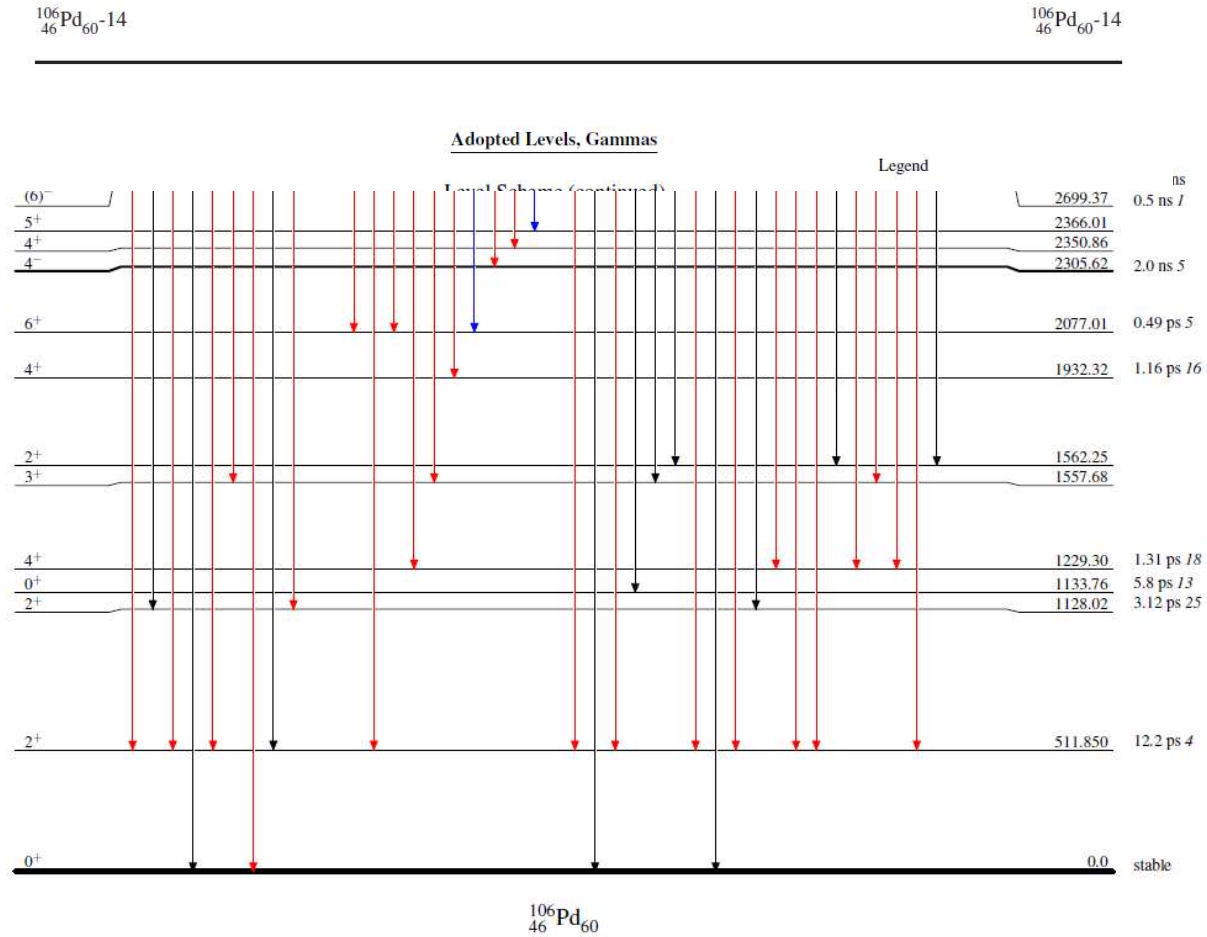 106 46Pd60-14 106 46Pd60-14
Adopted Levels, Gammas
Legend
Level Scheme (continued)
ns
(6)− 2699.37 0.5 ns 1
5+ 2366.01
4+ 2350.86
4− 2305.62 2.0 ns 5
6+ 2077.01 0.49 ps 5
4+ 1932.32 1.16 ps 16
2+ 1562.25
3+ 1557.68
4+ 1229.30 1.31 ps 18
0+ 1133.76 5.8 ps 13
2+ 1128.02 3.12 ps 25
2+ 511.850 12.2 ps 4
0+ 0.0 stable
106 46Pd60